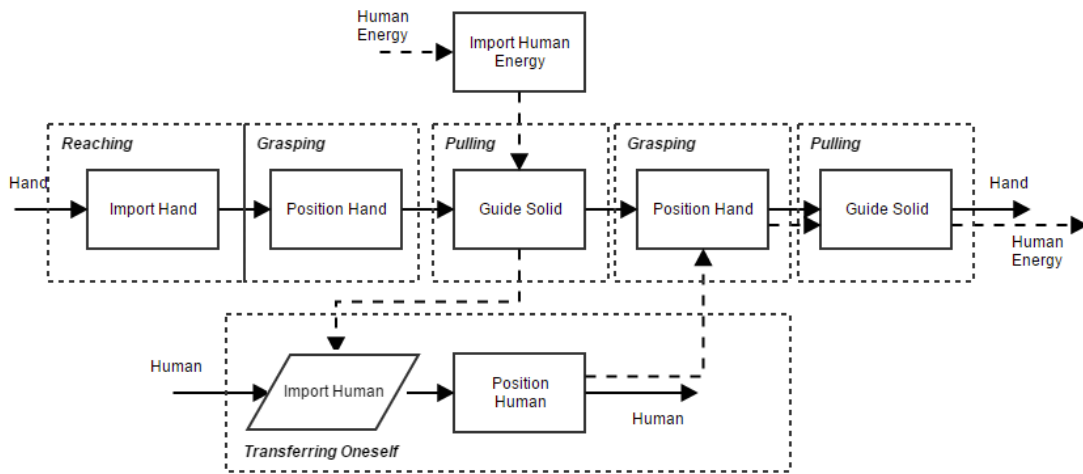 Human
Energy
Import Human
Energy
Reaching
Grasping
Pulling
Grasping
Pulling
Hand
Import Hand
Position Hand
Guide Solid
Position Hand
Guide Solid
Hand
Human
Energy
Human
Import Human
Position
Human
Human
Transferring Oneself